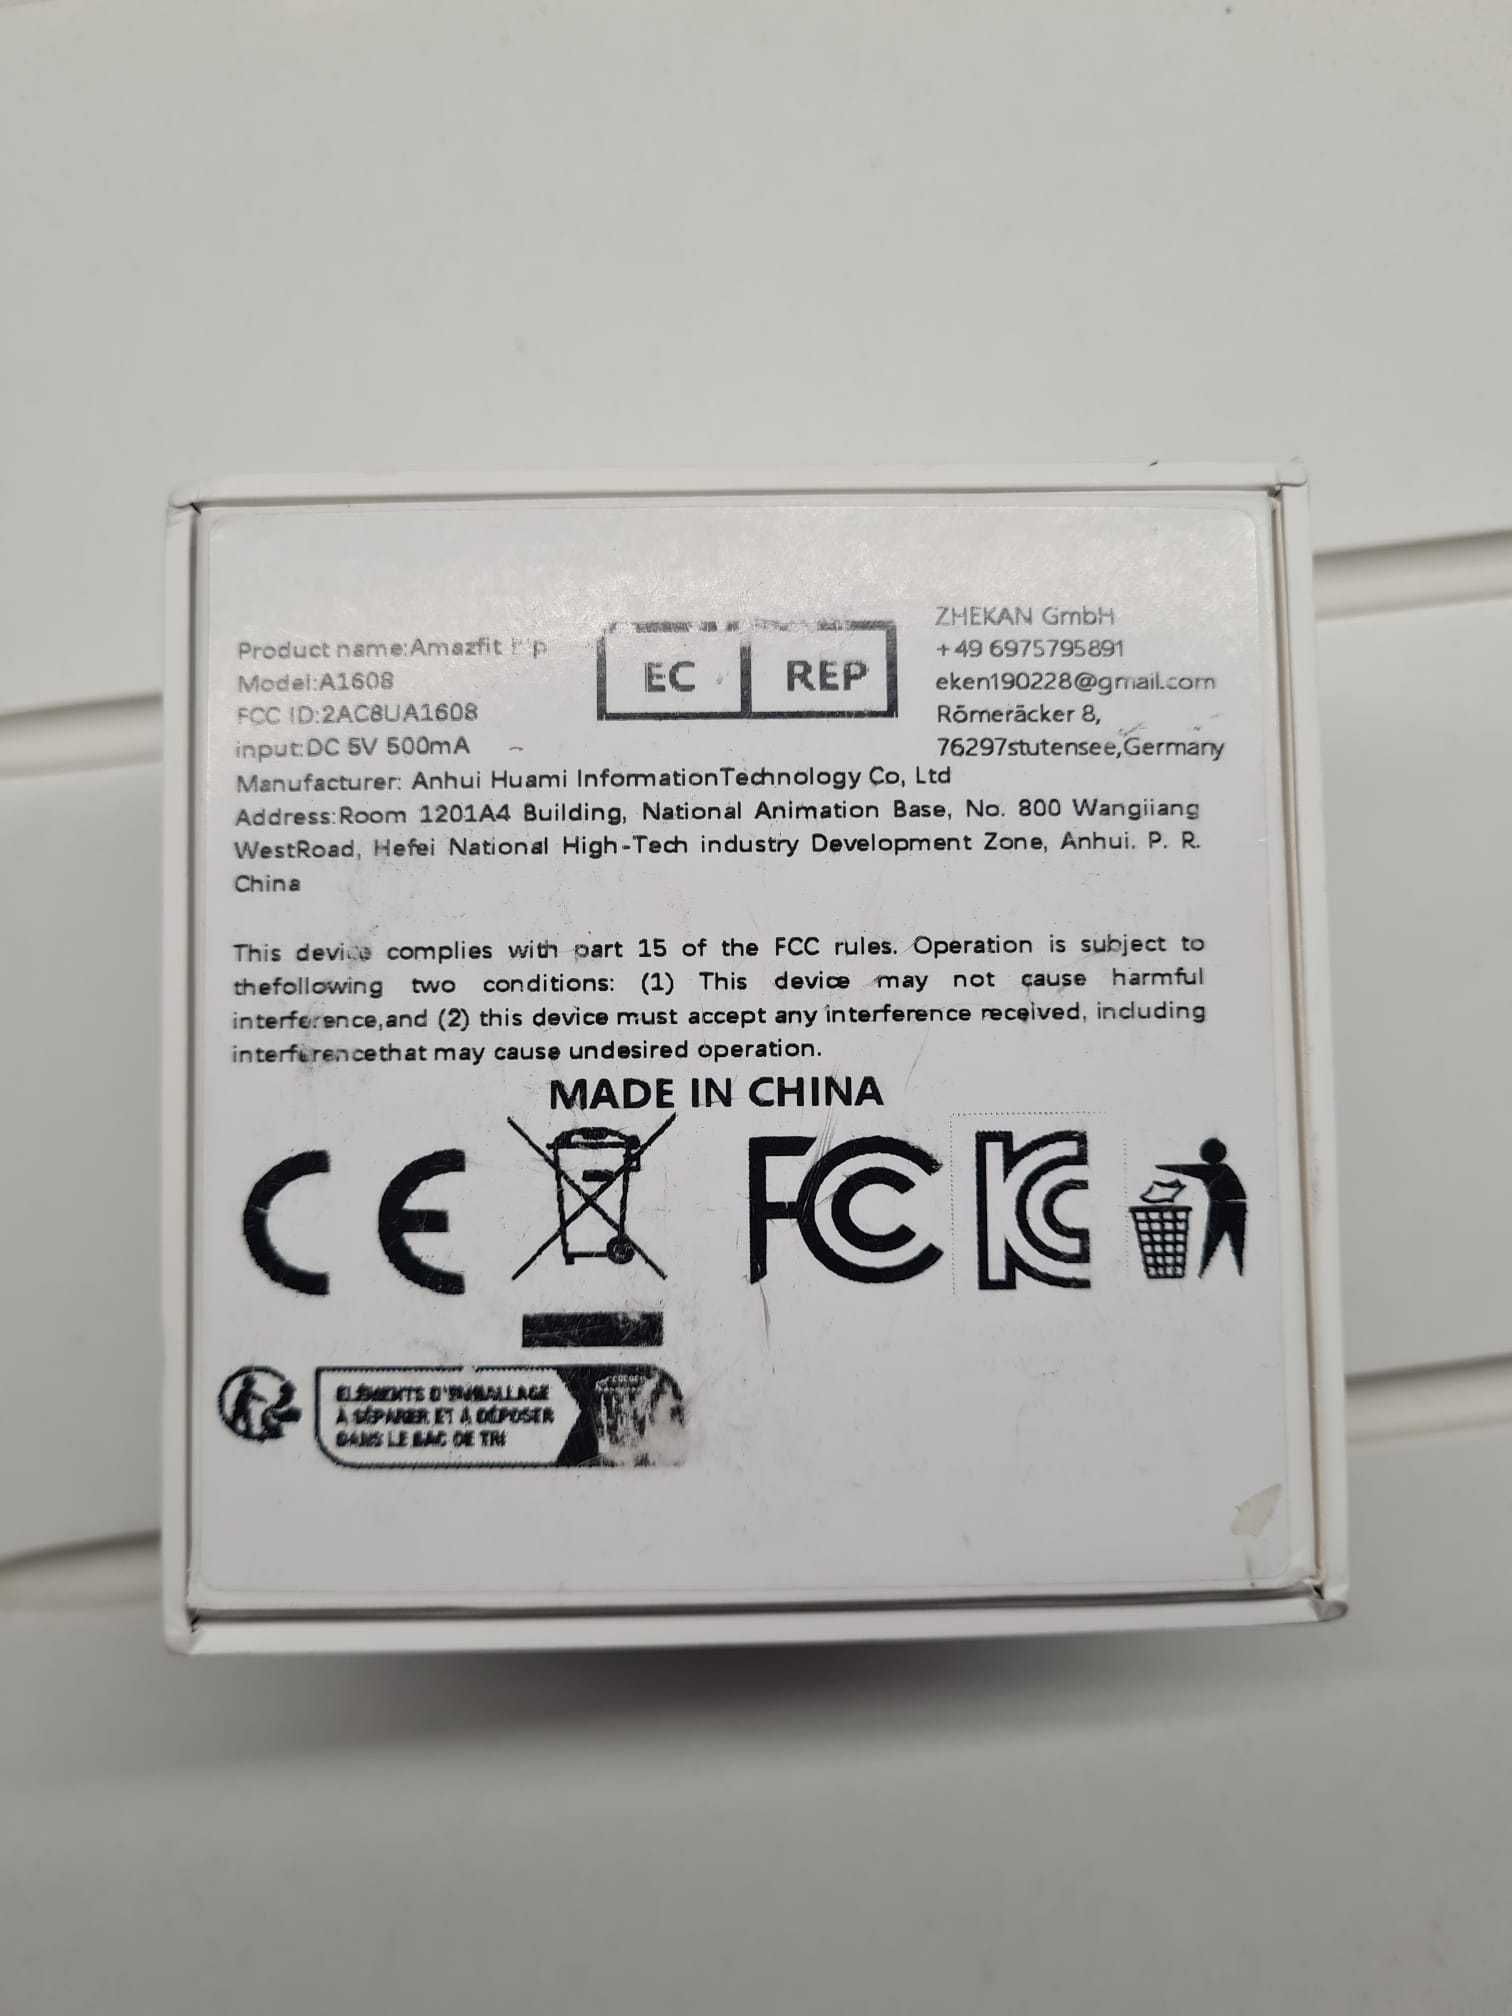 Product name:Amazfit
Model:A1608
FCC ID:2AC8UA1608
input:DC 5V 500mA
EC REP
ZHEKAN GmbH
+49 6975795891
eken190228@gmail.com
Römeräcker 8,
76297stutensee,Germany
Manufacturer: Anhui Huami InformationTechnology Co, Ltd
Address:Room 1201A4 Building, National Animation Base, No. 800 Wangiiang
WestRoad, Hefei National High-Tech industry Development Zone, Anhui. P. R.
China
This device complies with part 15 of the FCC rules. Operation is subject to
thefollowing two conditions: (1) This device may not cause harmful
interference,and (2) this device must accept any interference received, including
interferencethat may cause undesired operation.
MADE IN CHINA
CE FC KC
ÉLÉMENTS D'EMBALLAGE
À SÉPARER ET À DÉPOSER
DANS LE BAC DE TRI